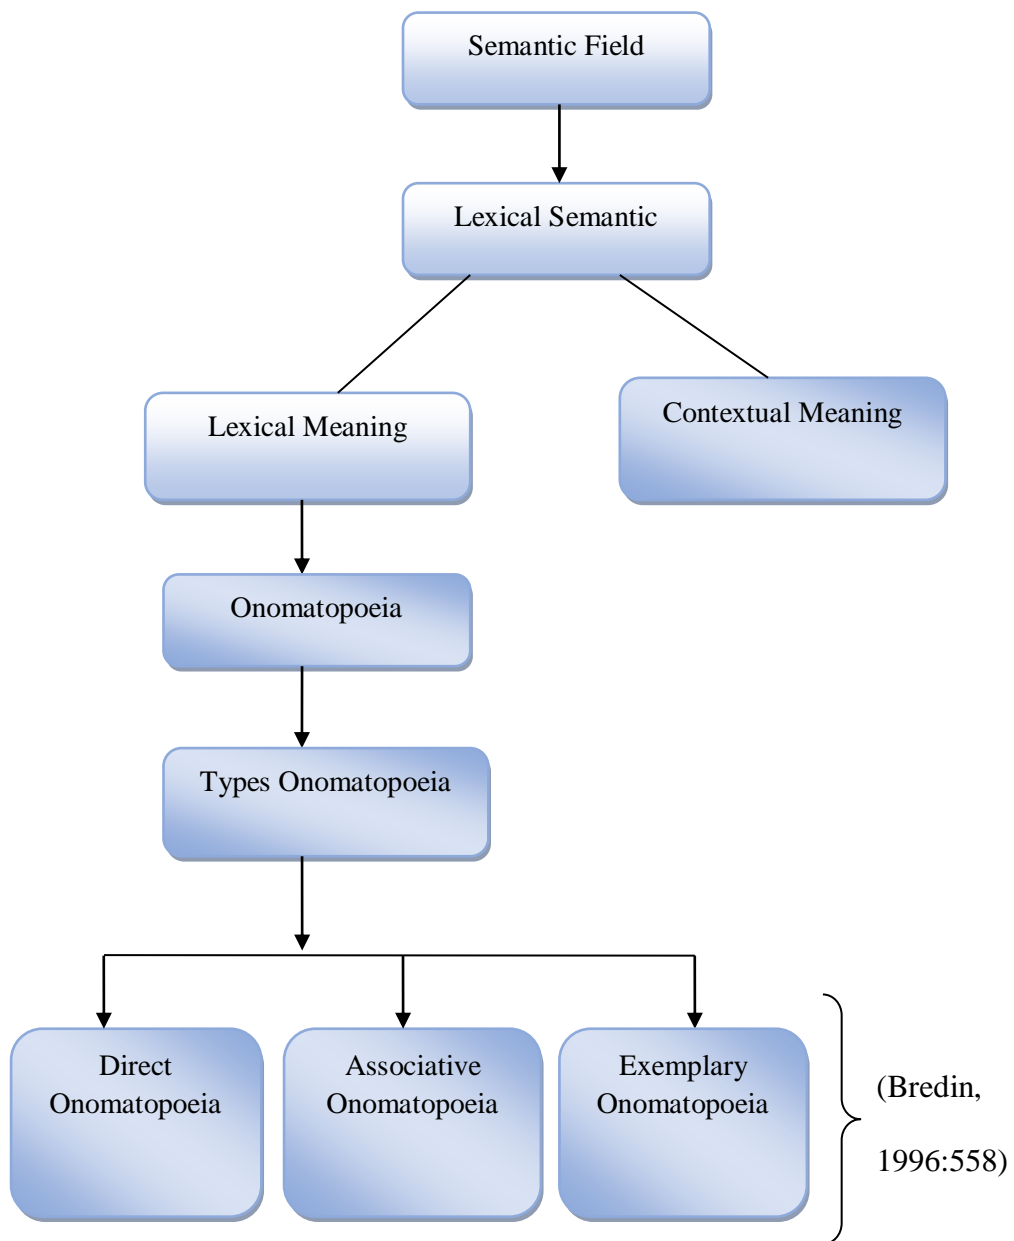 Semantic Field
Lexical Semantic
Lexical Meaning
Contextual Meaning
Onomatopoeia
Types Onomatopoeia
Direct
Onomatopoeia
Associative
Onomatopoeia
Exemplary
Onomatopoeia
(Bredin,
1996:558)